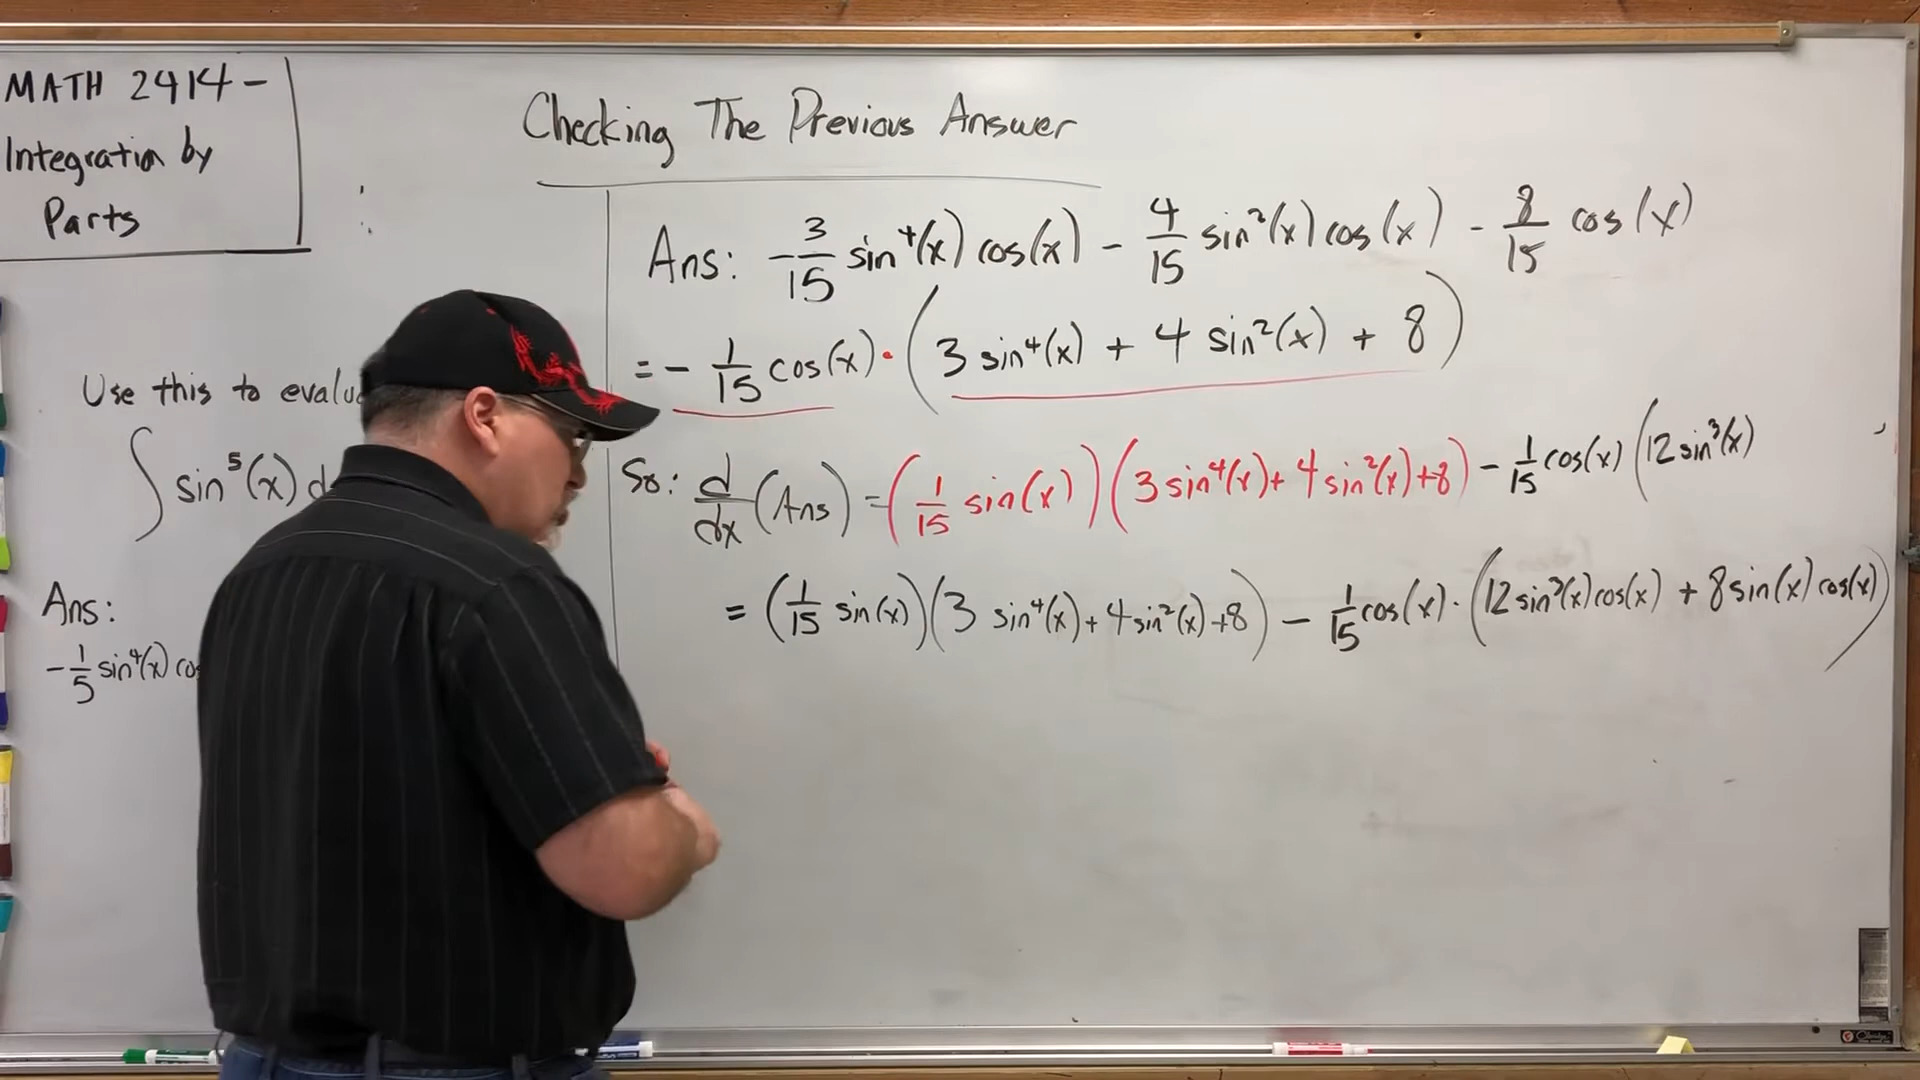 MATH 2414 -
Integration by
Parts
Use this to
∫ sin⁵(x)
Ans:
-1/5 sin⁴(x)
Checking The Previous Answer
Ans: -3/15 sin⁴(x) cos(x) - 4/15 sin²(x) cos(x) - 8/15 cos(x)
= - 1/15 cos(x) · (3 sin⁴(x) + 4 sin²(x) + 8)
So: d/dx (Ans) = (1/15 sin(x)) (3 sin⁴(x) + 4 sin²(x) + 8) - 1/15 cos(x) (12 sin³(x)
= (1/15 sin(x)) (3 sin⁴(x) + 4 sin²(x) + 8) - 1/15 cos(x) · (12 sin³(x) cos(x) + 8 sin(x) cos(x))